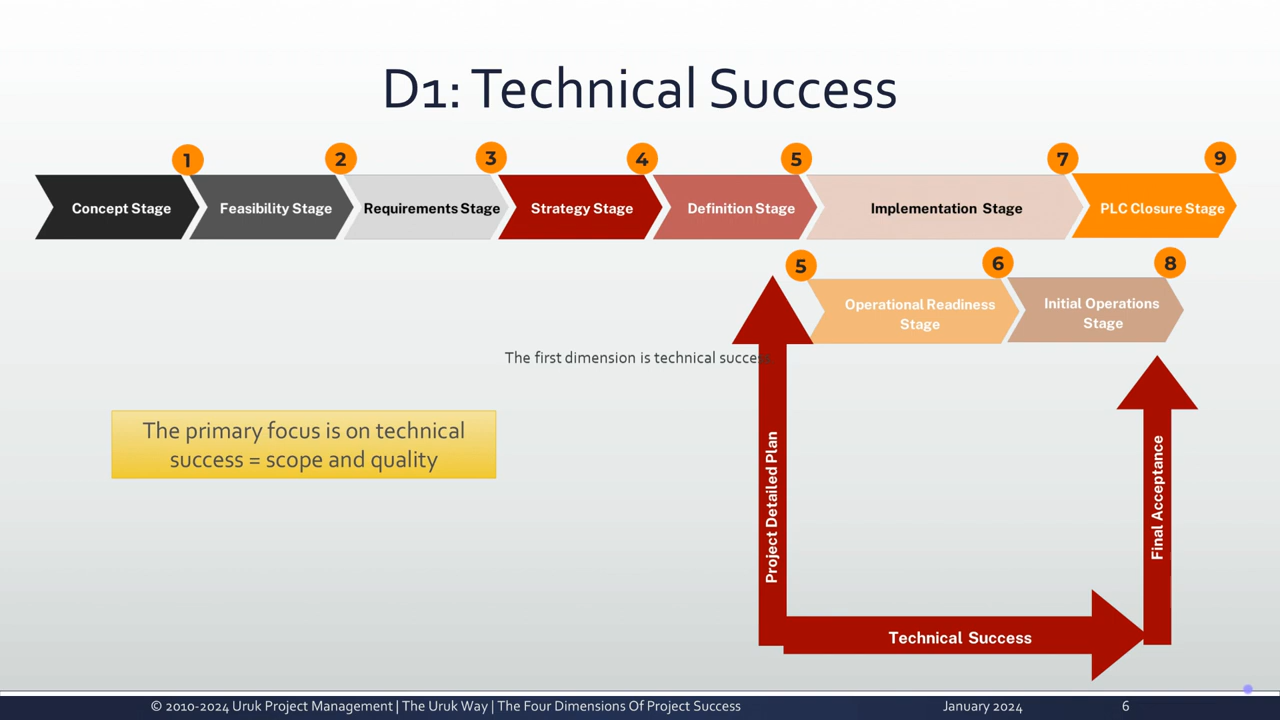 D1: Technical Success
1
2
3
4
5
7
9
Concept Stage
Feasibility Stage
Requirements Stage
Strategy Stage
Definition Stage
Implementation Stage
PLC Closure Stage
5
6
8
Operational Readiness
Stage
Initial Operations
Stage
The first dimension is technical success
The primary focus is on technical
success = scope and quality
Project Detailed Plan
Final Acceptance
Technical Success
© 2010-2024 Uruk Project Management | The Uruk Way | The Four Dimensions Of Project Success
January 2024
6